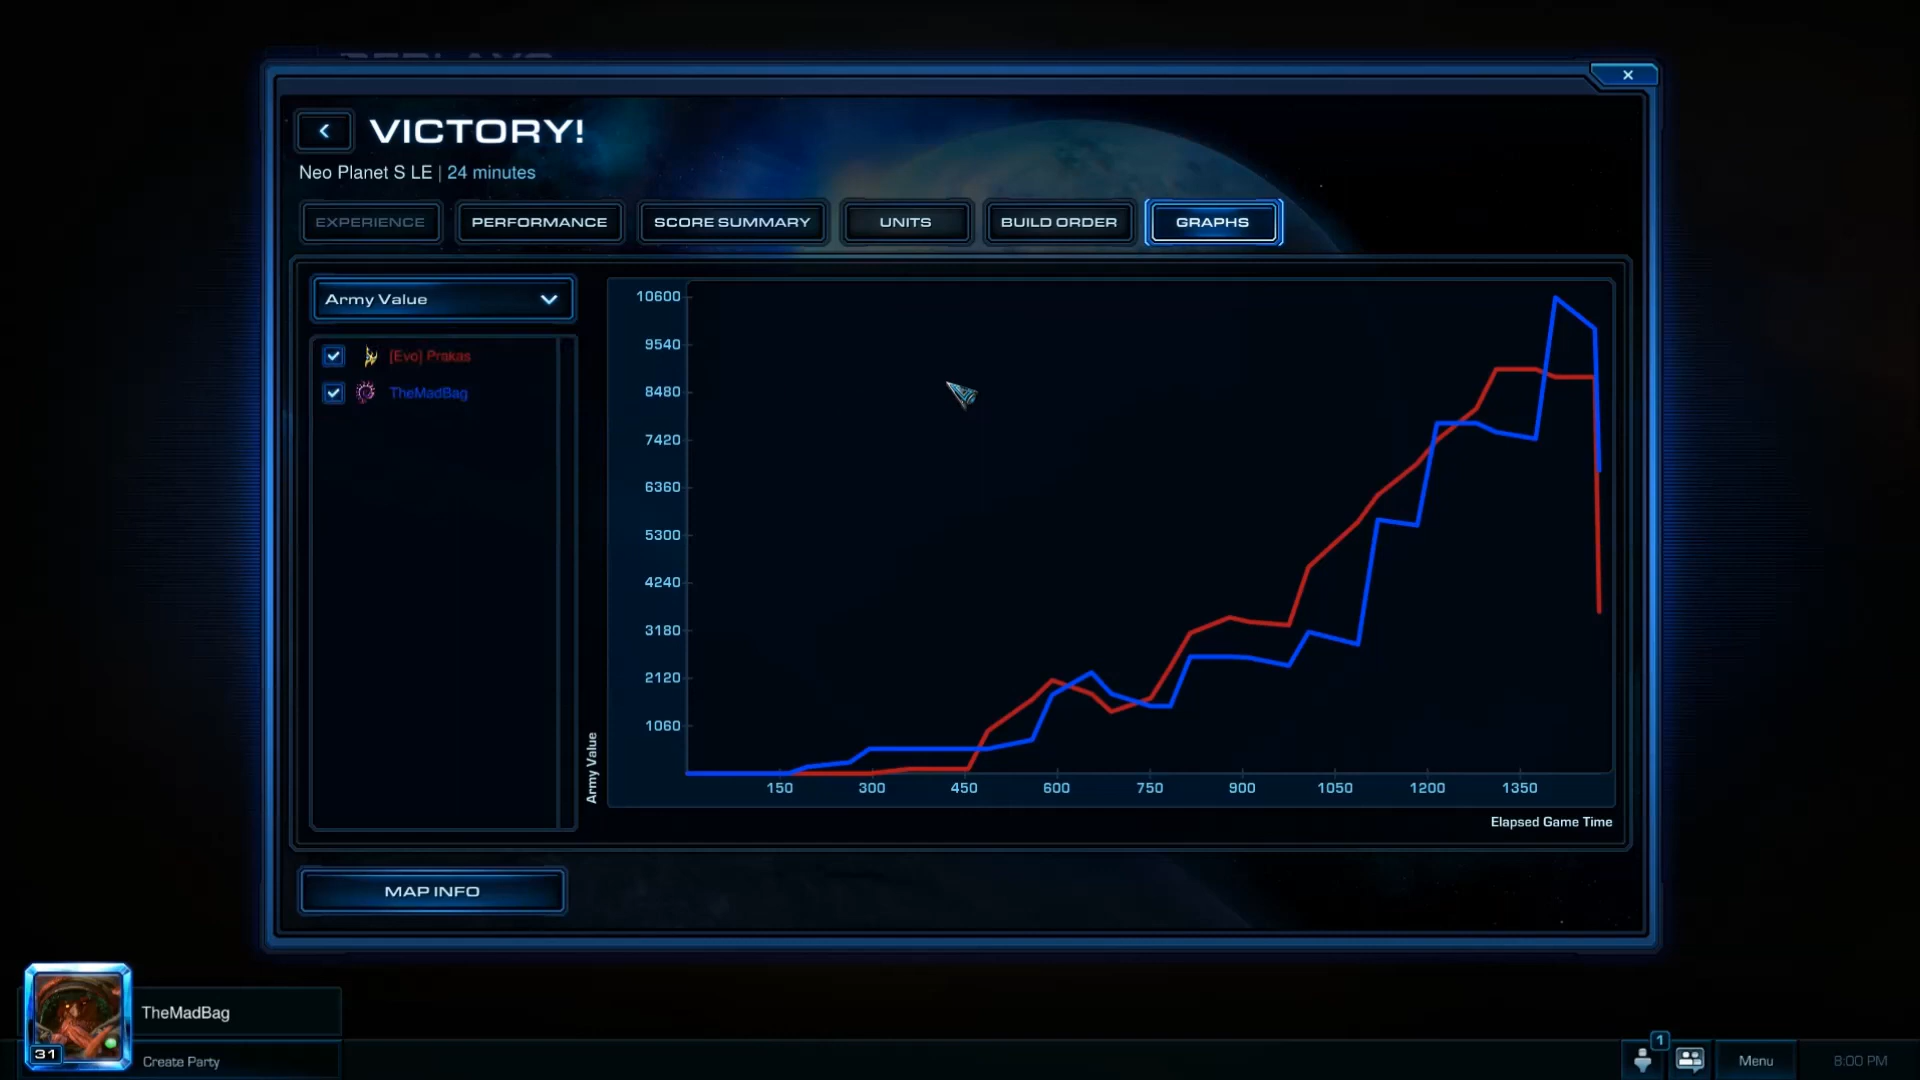 VICTORY!
Neo Planet S LE | 24 minutes
EXPERIENCE
PERFORMANCE
SCORE SUMMARY
UNITS
BUILD ORDER
GRAPHS
Army Value
[Evo] Prakas
TheMadBag
10600
9540
8480
7420
6360
5300
4240
3180
2120
1060
Army Value
150 300 450 600 750 900 1050 1200 1350
Elapsed Game Time
MAP INFO
31
TheMadBag
Create Party
1
Menu
8:00 PM